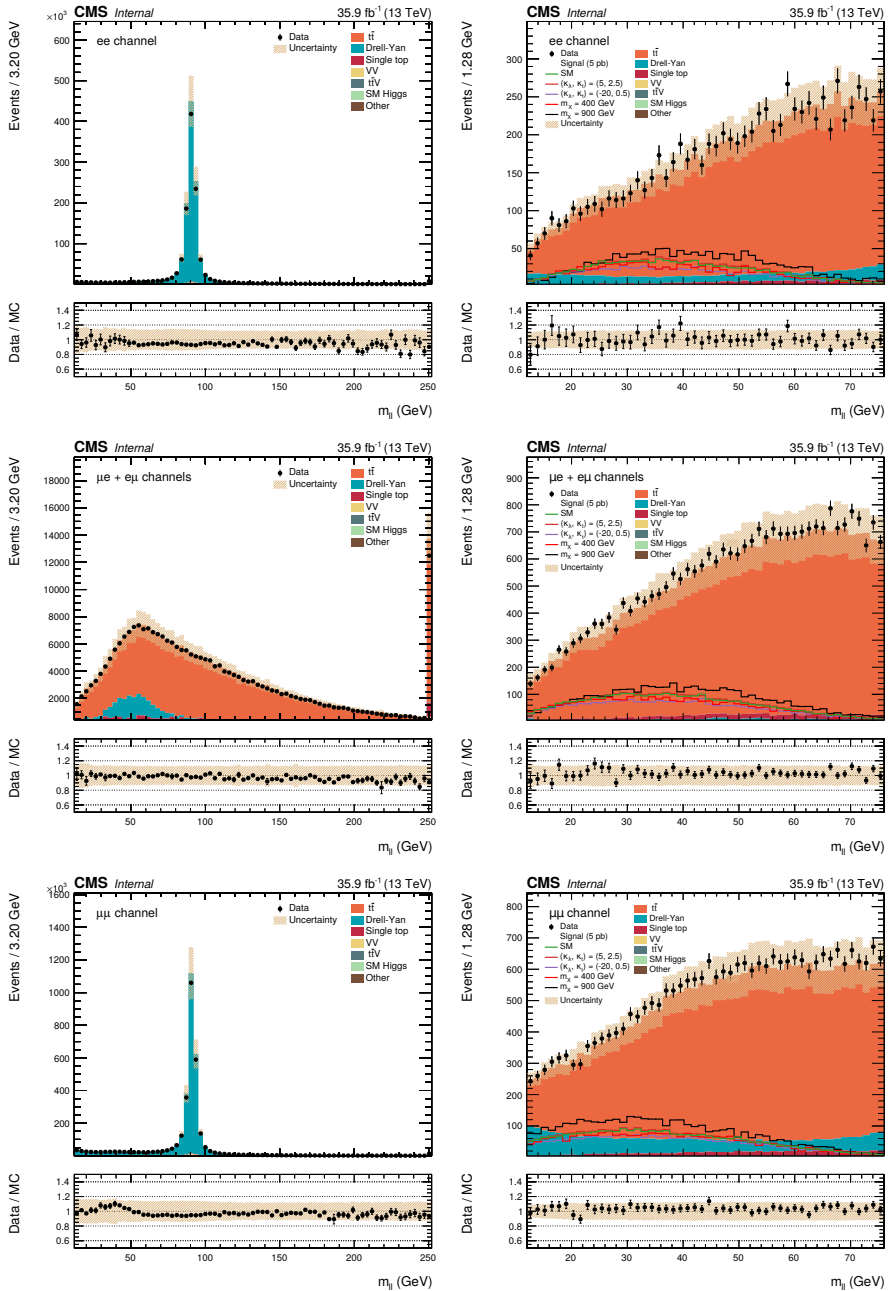 CMS Internal 35.9 fb⁻¹ (13 TeV)
×10³
Events / 3.20 GeV
ee channel
Data
Uncertainty
tt̄
Drell-Yan
Single top
VV
tt̄V
SM Higgs
Other
600
500
400
300
200
100
Data / MC
1.4
1.2
1
0.8
0.6
50 100 150 200 250
m_ll (GeV)
CMS Internal 35.9 fb⁻¹ (13 TeV)
Events / 1.28 GeV
ee channel
Data
Signal (5 pb)
SM
(κ_λ, κ_t) = (5, 2.5)
(κ_λ, κ_t) = (-20, 0.5)
m_X = 400 GeV
m_X = 900 GeV
Uncertainty
tt̄
Drell-Yan
Single top
VV
tt̄V
SM Higgs
Other
300
250
200
150
100
50
Data / MC
1.4
1.2
1
0.8
0.6
20 30 40 50 60 70
m_ll (GeV)
CMS Internal 35.9 fb⁻¹ (13 TeV)
Events / 3.20 GeV
μe + eμ channels
Data
Uncertainty
tt̄
Drell-Yan
Single top
VV
tt̄V
SM Higgs
Other
18000
16000
14000
12000
10000
8000
6000
4000
2000
Data / MC
1.4
1.2
1
0.8
0.6
50 100 150 200 250
m_ll (GeV)
CMS Internal 35.9 fb⁻¹ (13 TeV)
Events / 1.28 GeV
μe + eμ channels
Data
Signal (5 pb)
SM
(κ_λ, κ_t) = (5, 2.5)
(κ_λ, κ_t) = (-20, 0.5)
m_X = 400 GeV
m_X = 900 GeV
Uncertainty
tt̄
Drell-Yan
Single top
VV
tt̄V
SM Higgs
Other
900
800
700
600
500
400
300
200
100
Data / MC
1.4
1.2
1
0.8
0.6
20 30 40 50 60 70
m_ll (GeV)
CMS Internal 35.9 fb⁻¹ (13 TeV)
×10³
Events / 3.20 GeV
μμ channel
Data
Uncertainty
tt̄
Drell-Yan
Single top
VV
tt̄V
SM Higgs
Other
1600
1400
1200
1000
800
600
400
200
Data / MC
1.4
1.2
1
0.8
0.6
50 100 150 200 250
m_ll (GeV)
CMS Internal 35.9 fb⁻¹ (13 TeV)
Events / 1.28 GeV
μμ channel
Data
Signal (5 pb)
SM
(κ_λ, κ_t) = (5, 2.5)
(κ_λ, κ_t) = (-20, 0.5)
m_X = 400 GeV
m_X = 900 GeV
Uncertainty
tt̄
Drell-Yan
Single top
VV
tt̄V
SM Higgs
Other
800
700
600
500
400
300
200
100
Data / MC
1.4
1.2
1
0.8
0.6
20 30 40 50 60 70
m_ll (GeV)